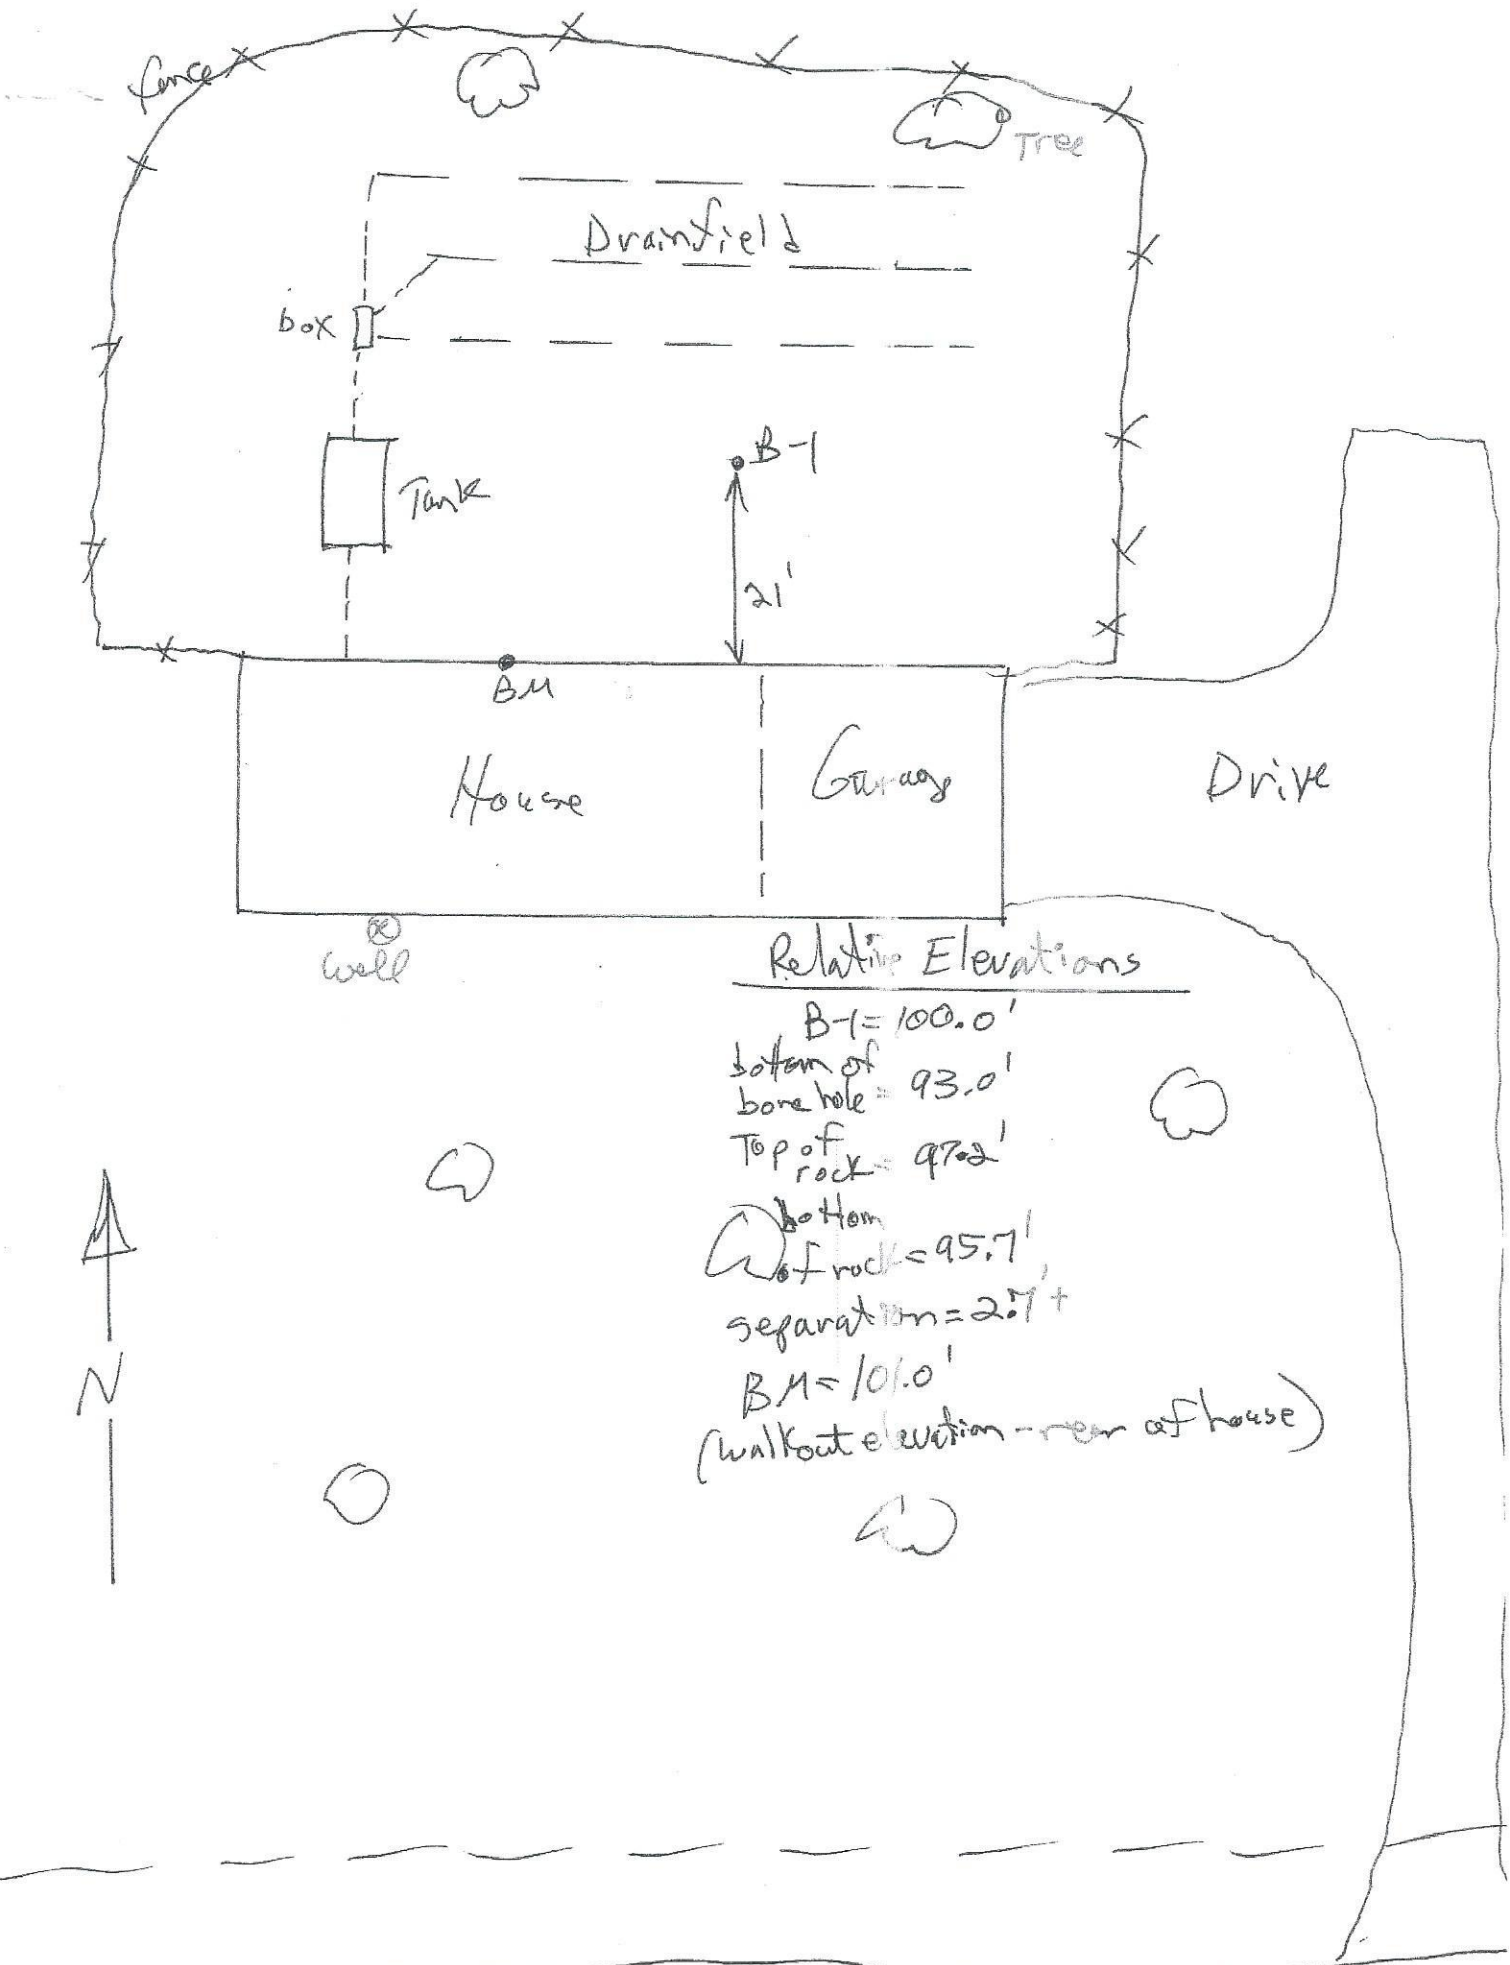 fence
Tree
Drainfield
box
B-1
Tank
21'
BM
House
Garage
Drive
Well
Relative Elevations
B-1 = 100.0'
bottom of
bore hole = 93.0'
Top of
rock = 97.2'
bottom
of rock = 95.7'
separation = 2.7'+
BM = 101.0'
(walkout elevation - rear of house)
N